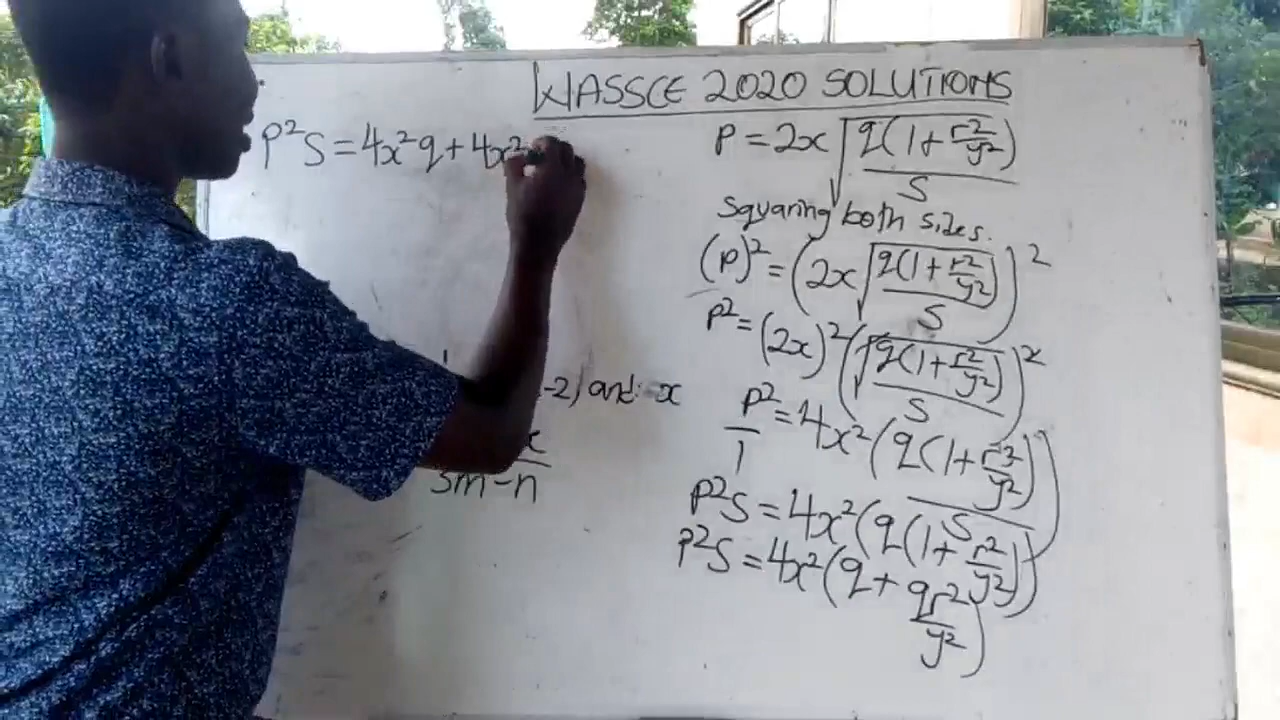 WASSCE 2020 SOLUTIONS
P²S = 4x²q + 4x²
-2) and x
3m - n
P = 2x√(q(1 + r²/y²)/S)
Squaring both sides.
(P)² = (2x√(q(1 + r²/y²)/S))²
P² = (2x)²(√(q(1 + r²/y²)/S))²
P²/1 = 4x²(q(1 + r²/y²)/S)
P²S = 4x²(q(1 + r²/y²))
P²S = 4x²(q + qr²/y²)